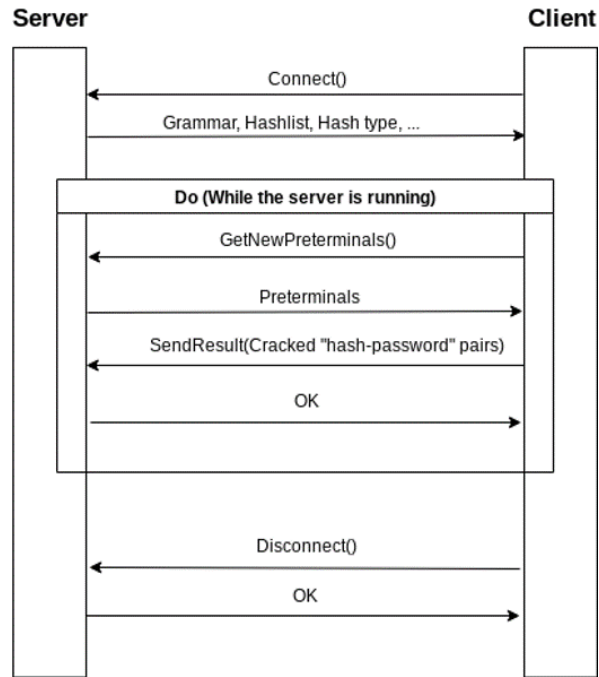 Server
Client
Connect()
Grammar, Hashlist, Hash type, ...
Do (While the server is running)
GetNewPreterminals()
Preterminals
SendResult(Cracked "hash-password" pairs)
OK
Disconnect()
OK